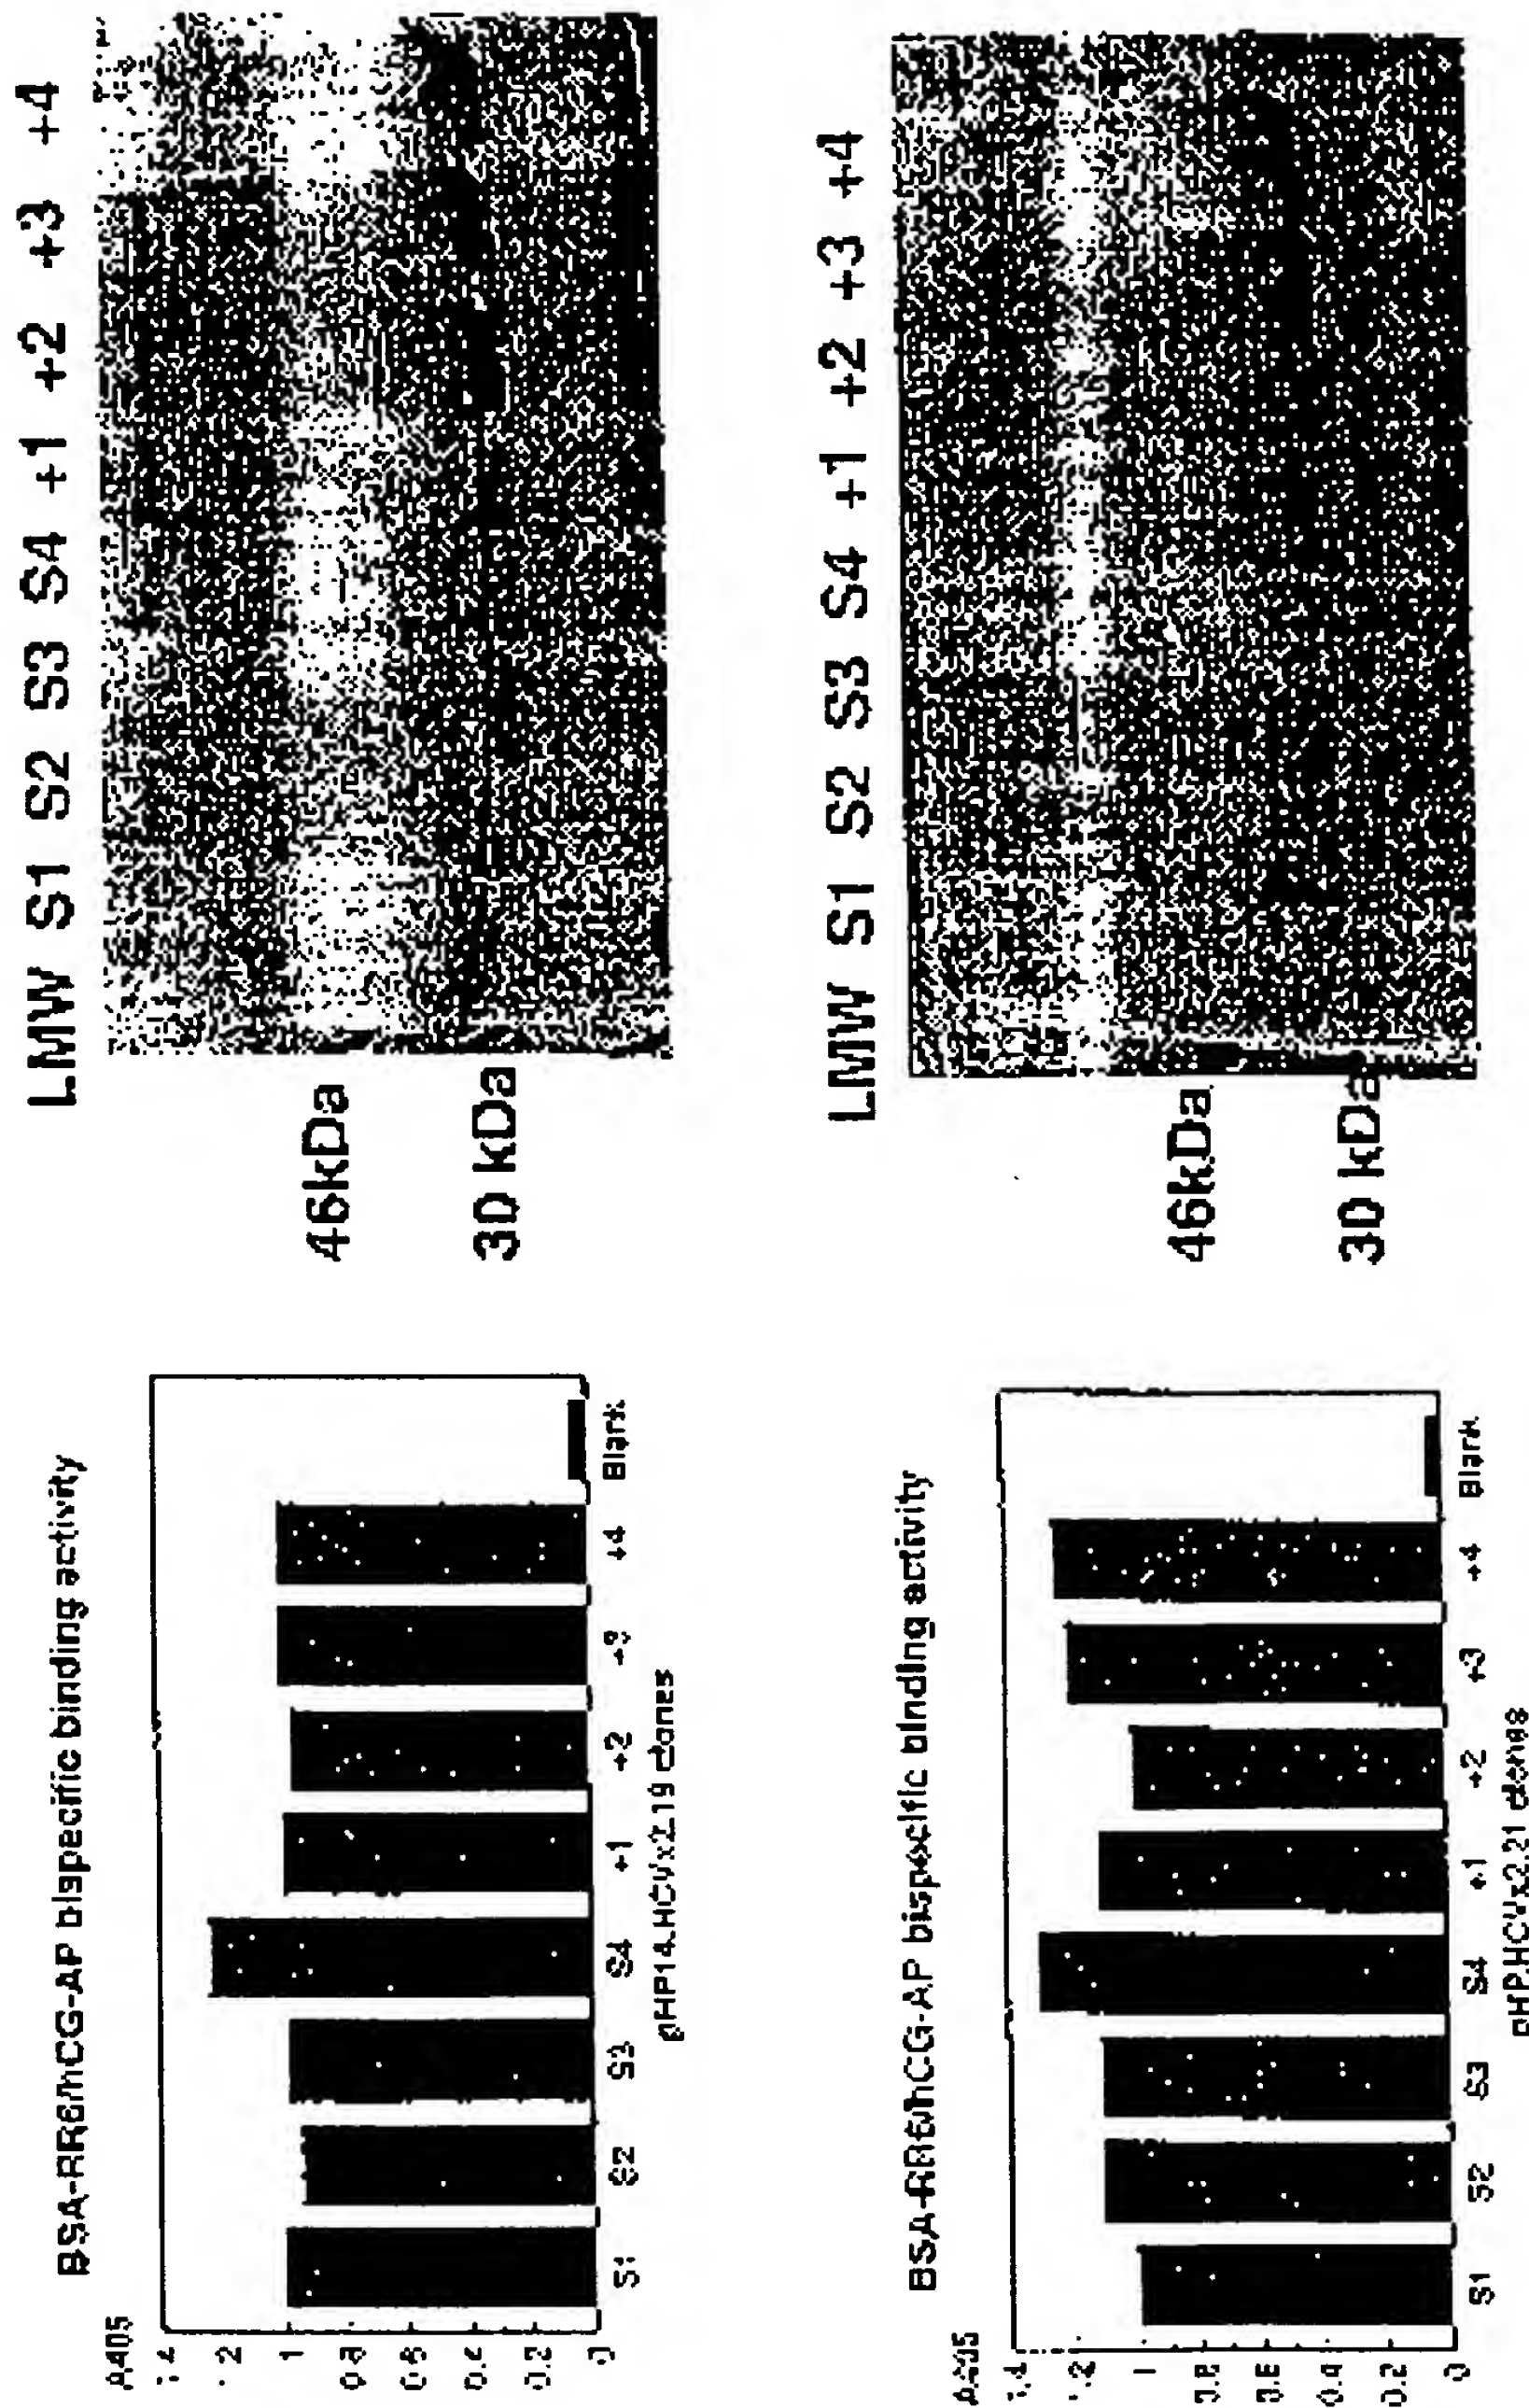 BSA-RR6/hCG-AP bispecific binding activity
A405
1.4
1.2
1
0.8
0.6
0.4
0.2
0
S1 S2 S3 S4 +1 +2 +3 +4 Blank
pHP14.HCVx2.19 clones
LMW S1 S2 S3 S4 +1 +2 +3 +4
46kDa
30 kDa
BSA-RR6/hCG-AP bispecific binding activity
A405
1.4
1.2
1
0.8
0.6
0.4
0.2
0
S1 S2 S3 S4 +1 +2 +3 +4 Blank
pHP.HCVx2.21 clones
LMW S1 S2 S3 S4 +1 +2 +3 +4
46kDa
30 kDa